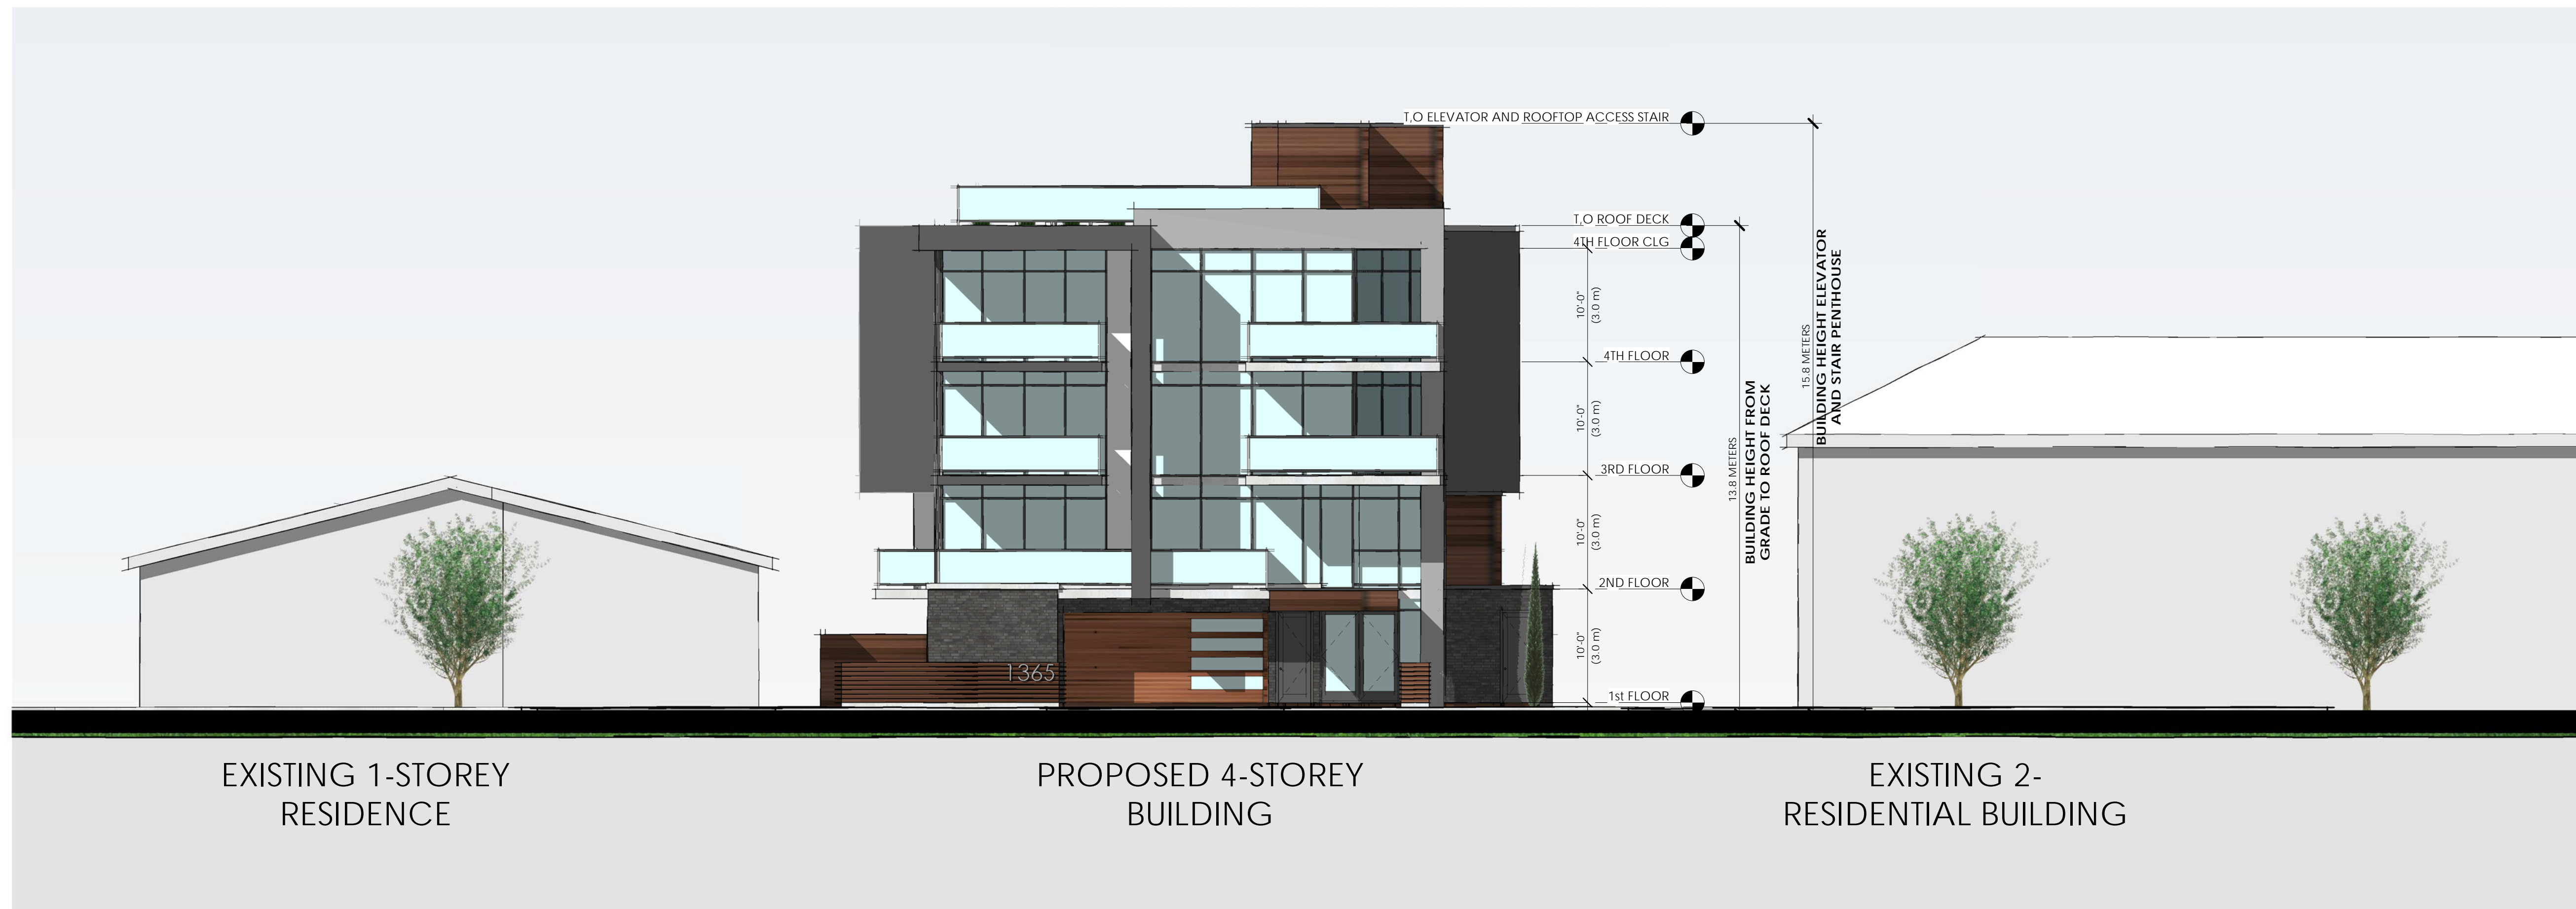 T,O ELEVATOR AND ROOFTOP ACCESS STAIR
T,O ROOF DECK
4TH FLOOR CLG
10'-0"
(3.0 m)
4TH FLOOR
10'-0"
(3.0 m)
3RD FLOOR
10'-0"
(3.0 m)
2ND FLOOR
10'-0"
(3.0 m)
1st FLOOR
13.8 METERS
BUILDING HEIGHT FROM
GRADE TO ROOF DECK
15.8 METERS
BUILDING HEIGHT ELEVATOR
AND STAIR PENTHOUSE
1365
EXISTING 1-STOREY
RESIDENCE
PROPOSED 4-STOREY
BUILDING
EXISTING 2-
RESIDENTIAL BUILDING